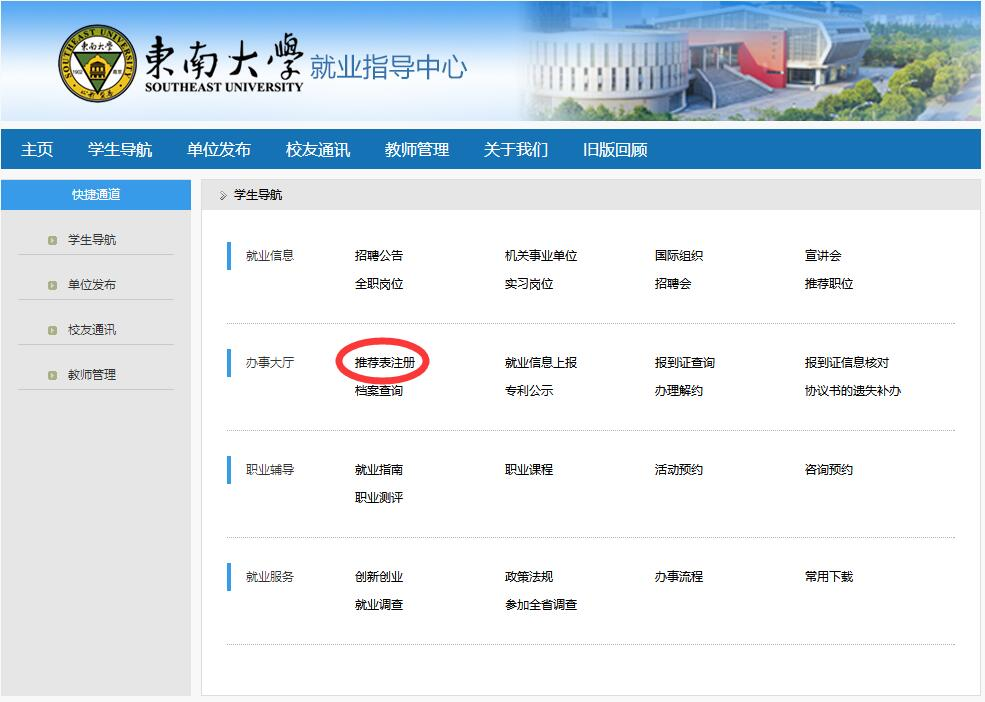 SOUTHEAST UNIVERSITY
東南大學
1902 南京
東南大學 就业指导中心
SOUTHEAST UNIVERSITY
主页 学生导航 单位发布 校友通讯 教师管理 关于我们 旧版回顾
快捷通道
学生导航
单位发布
校友通讯
教师管理
学生导航
就业信息 招聘公告 机关事业单位 国际组织 宣讲会
全职岗位 实习岗位 招聘会 推荐职位
办事大厅 推荐表注册 就业信息上报 报到证查询 报到证信息核对
档案查询 专利公示 办理解约 协议书的遗失补办
职业辅导 就业指南 职业课程 活动预约 咨询预约
职业测评
就业服务 创新创业 政策法规 办事流程 常用下载
就业调查 参加全省调查